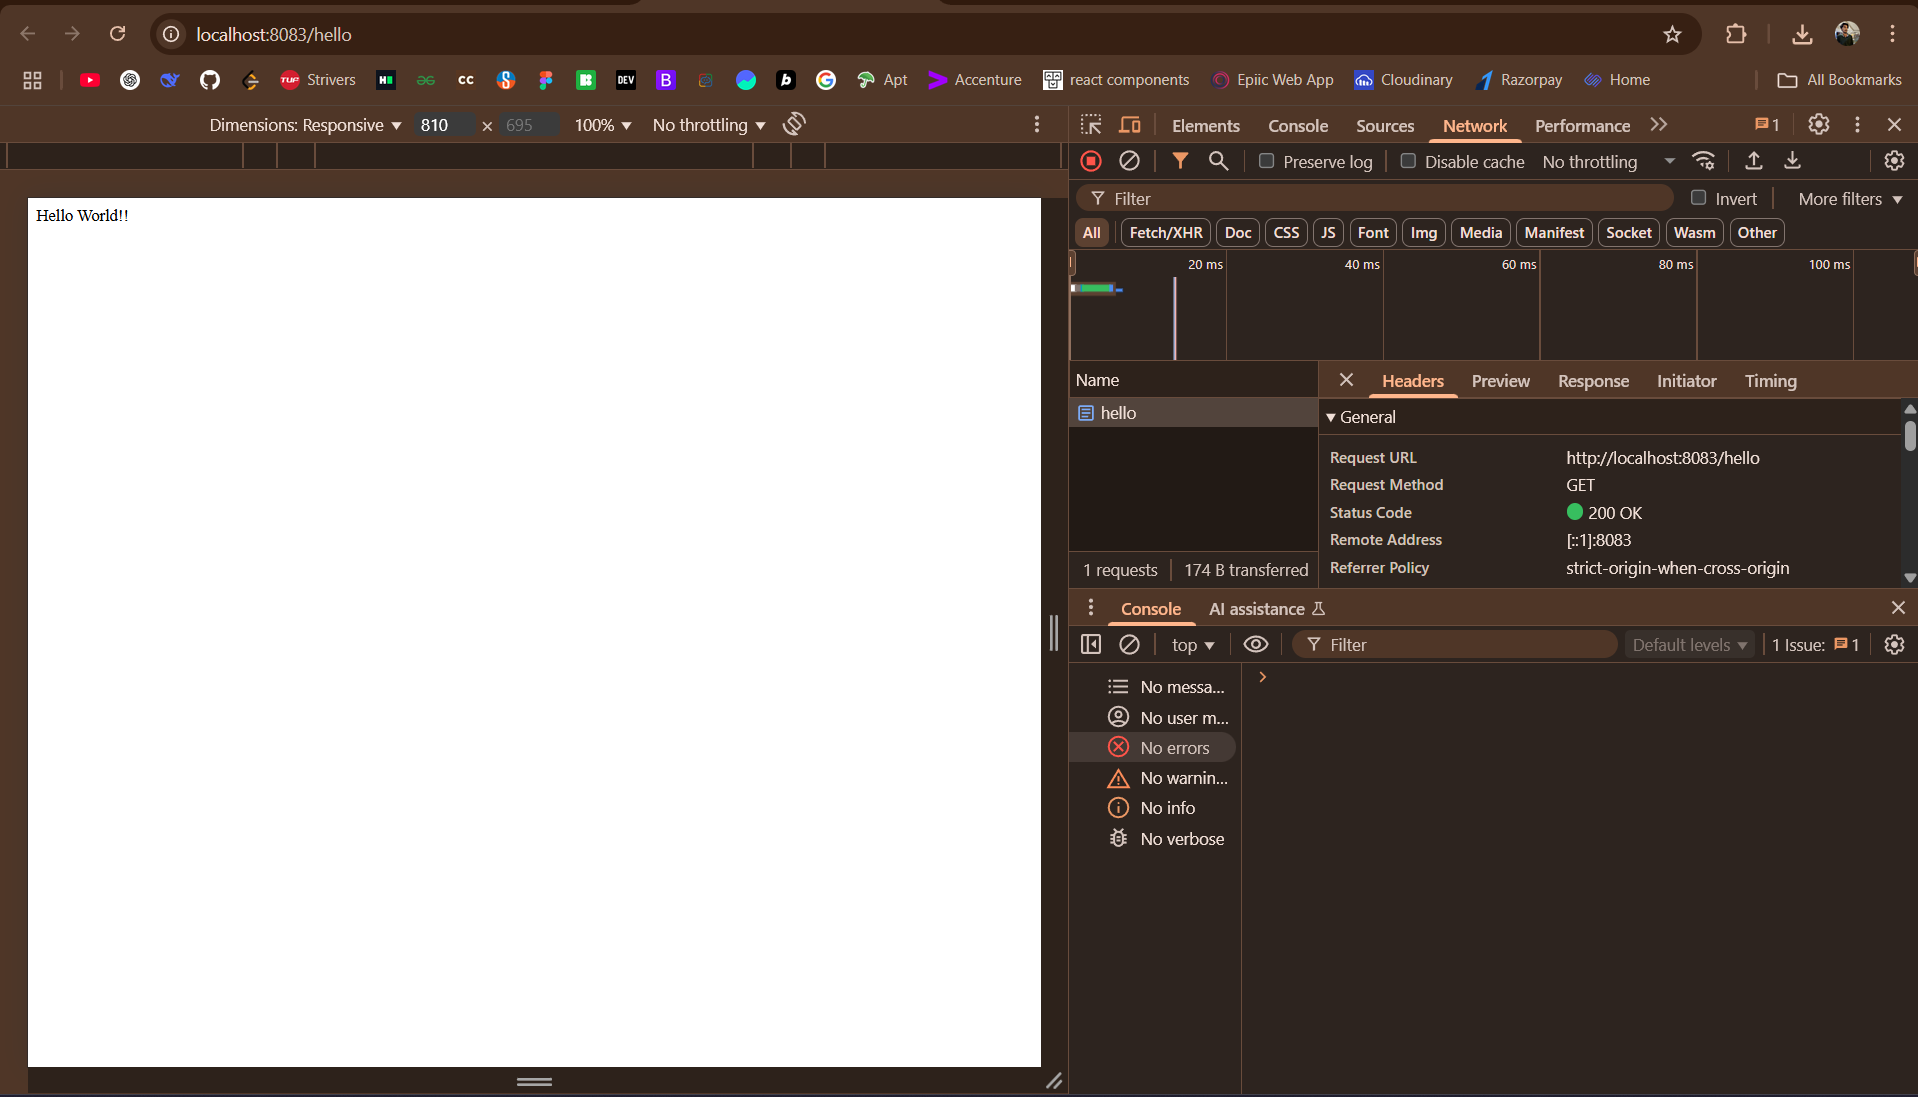 localhost:8083/hello
TUF Strivers
CC
DEV
B
b
Apt
Accenture
react components
Epiic Web App
Cloudinary
Razorpay
Home
All Bookmarks
Dimensions: Responsive 810 × 695 100% No throttling
Elements Console Sources Network Performance 1
Preserve log Disable cache No throttling
Filter Invert More filters
All Fetch/XHR Doc CSS JS Font Img Media Manifest Socket Wasm Other
20 ms 40 ms 60 ms 80 ms 100 ms
Hello World!!
Name
hello
1 requests 174 B transferred
Headers Preview Response Initiator Timing
General
Request URL http://localhost:8083/hello
Request Method GET
Status Code 200 OK
Remote Address [::1]:8083
Referrer Policy strict-origin-when-cross-origin
Console AI assistance
top Filter Default levels 1 Issue: 1
No messa...
No user m...
No errors
No warnin...
No info
No verbose